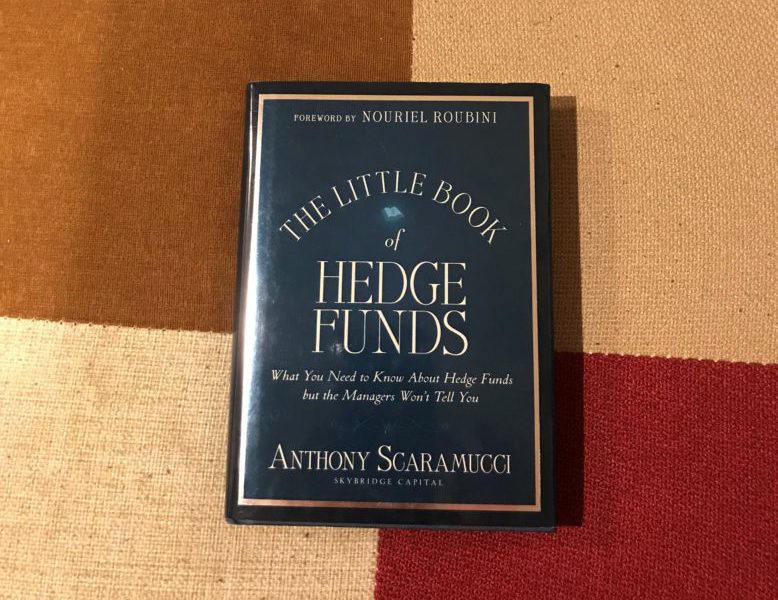 FOREWORD BY NOURIEL ROUBINI
THE LITTLE BOOK
of
HEDGE
FUNDS
What You Need to Know About Hedge Funds
but the Managers Won't Tell You
ANTHONY SCARAMUCCI
SKYBRIDGE CAPITAL